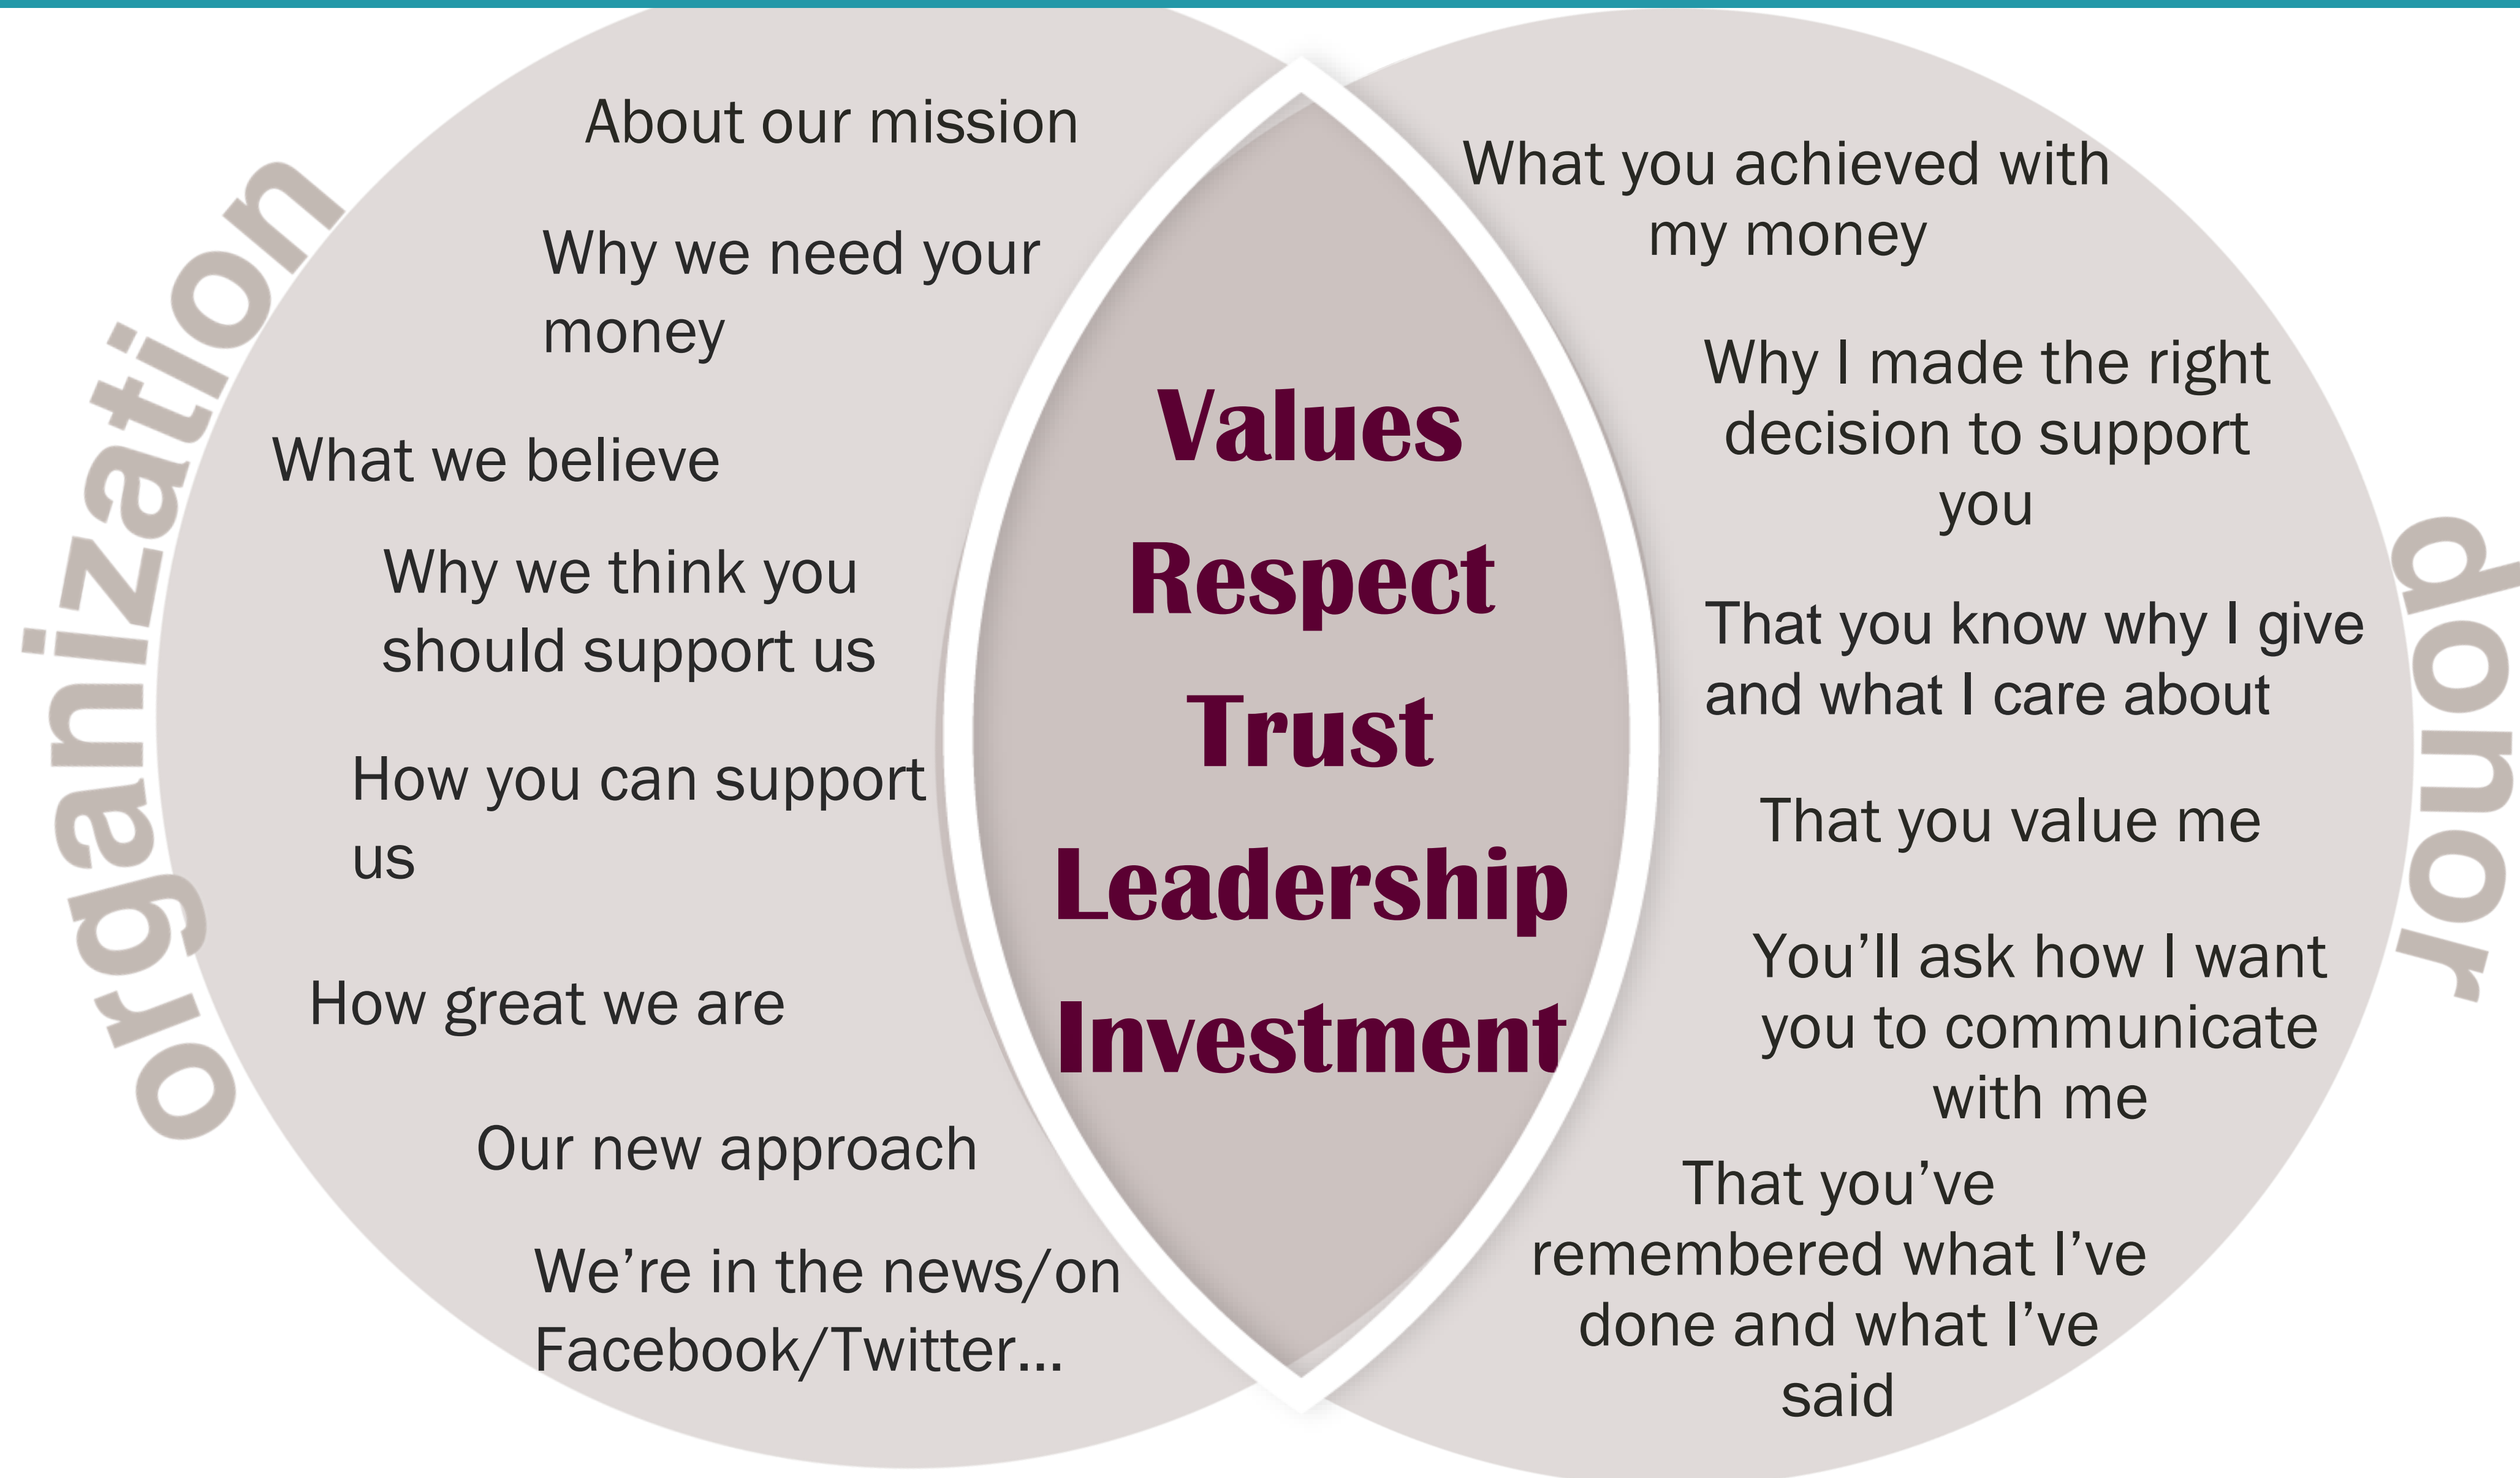 organization
About our mission
Why we need your
money
What we believe
Why we think you
should support us
How you can support
us
How great we are
Our new approach
We’re in the news/on
Facebook/Twitter...
Values
Respect
Trust
Leadership
Investment
What you achieved with
my money
Why I made the right
decision to support
you
That you know why I give
and what I care about
That you value me
You’ll ask how I want
you to communicate
with me
That you’ve
remembered what I’ve
done and what I’ve
said
donor